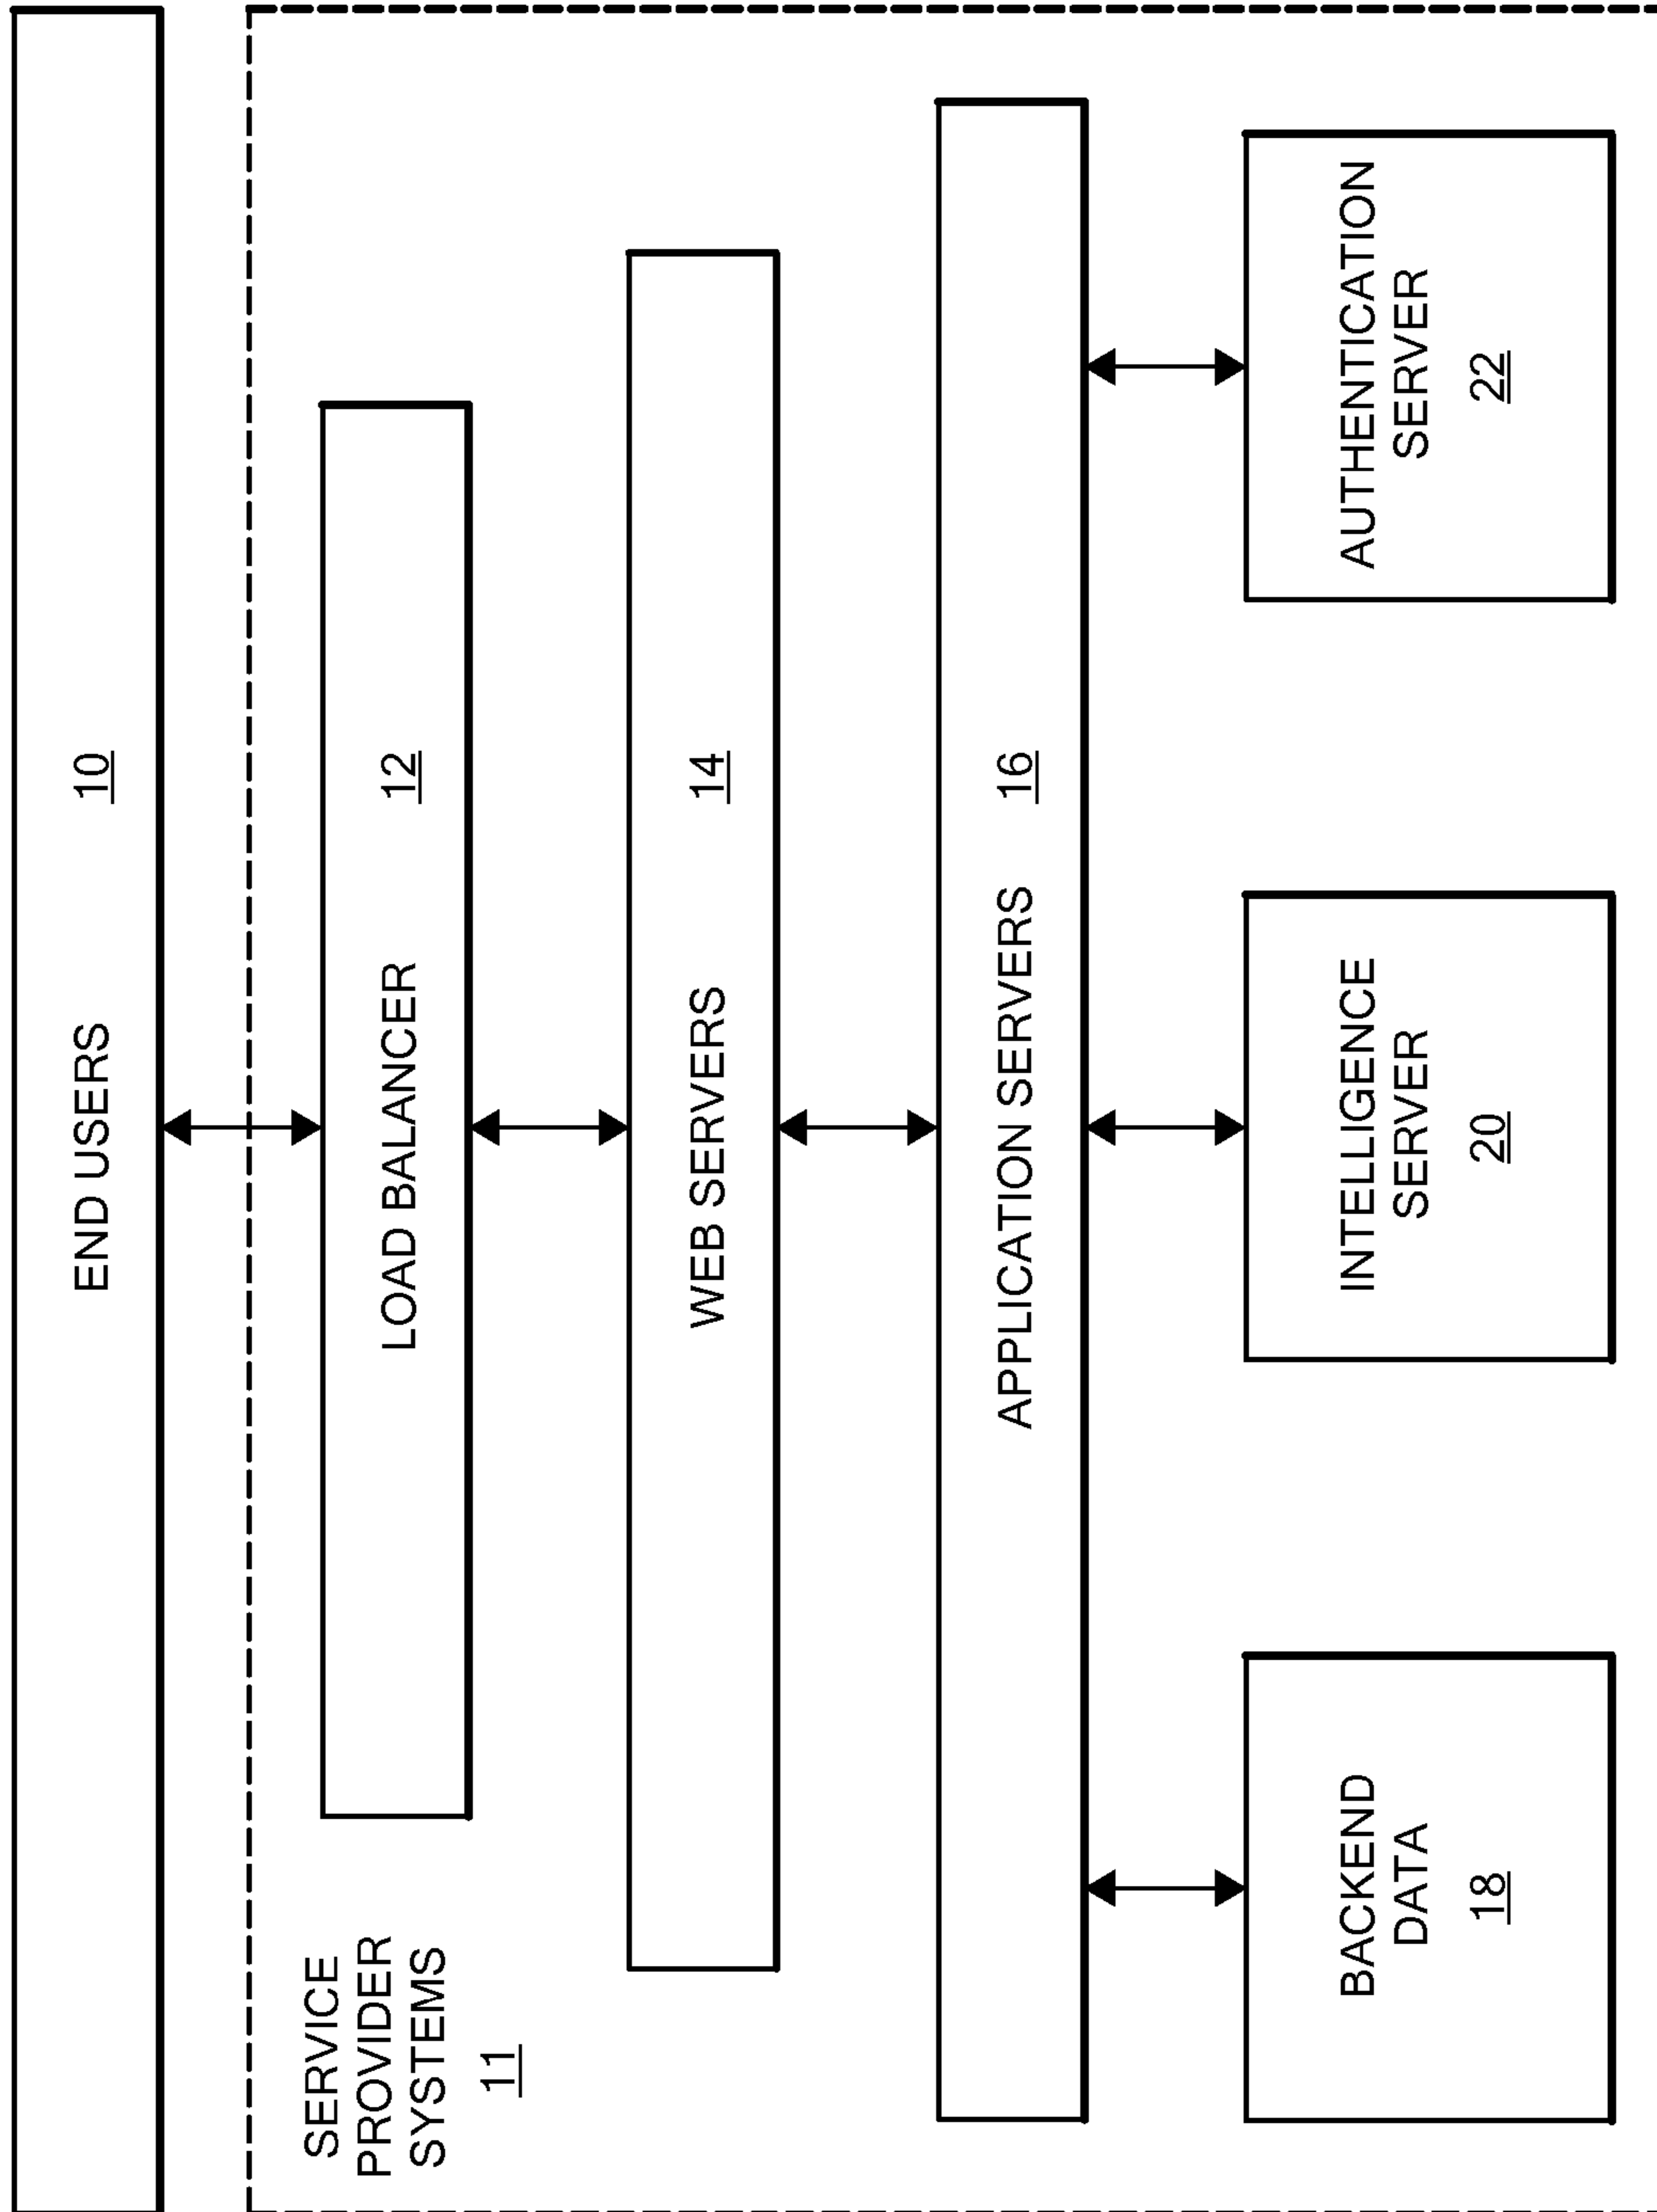 END USERS 10
SERVICE
PROVIDER
SYSTEMS
11
LOAD BALANCER 12
WEB SERVERS 14
APPLICATION SERVERS 16
BACKEND
DATA
18
INTELLIGENCE
SERVER
20
AUTHENTICATION
SERVER
22